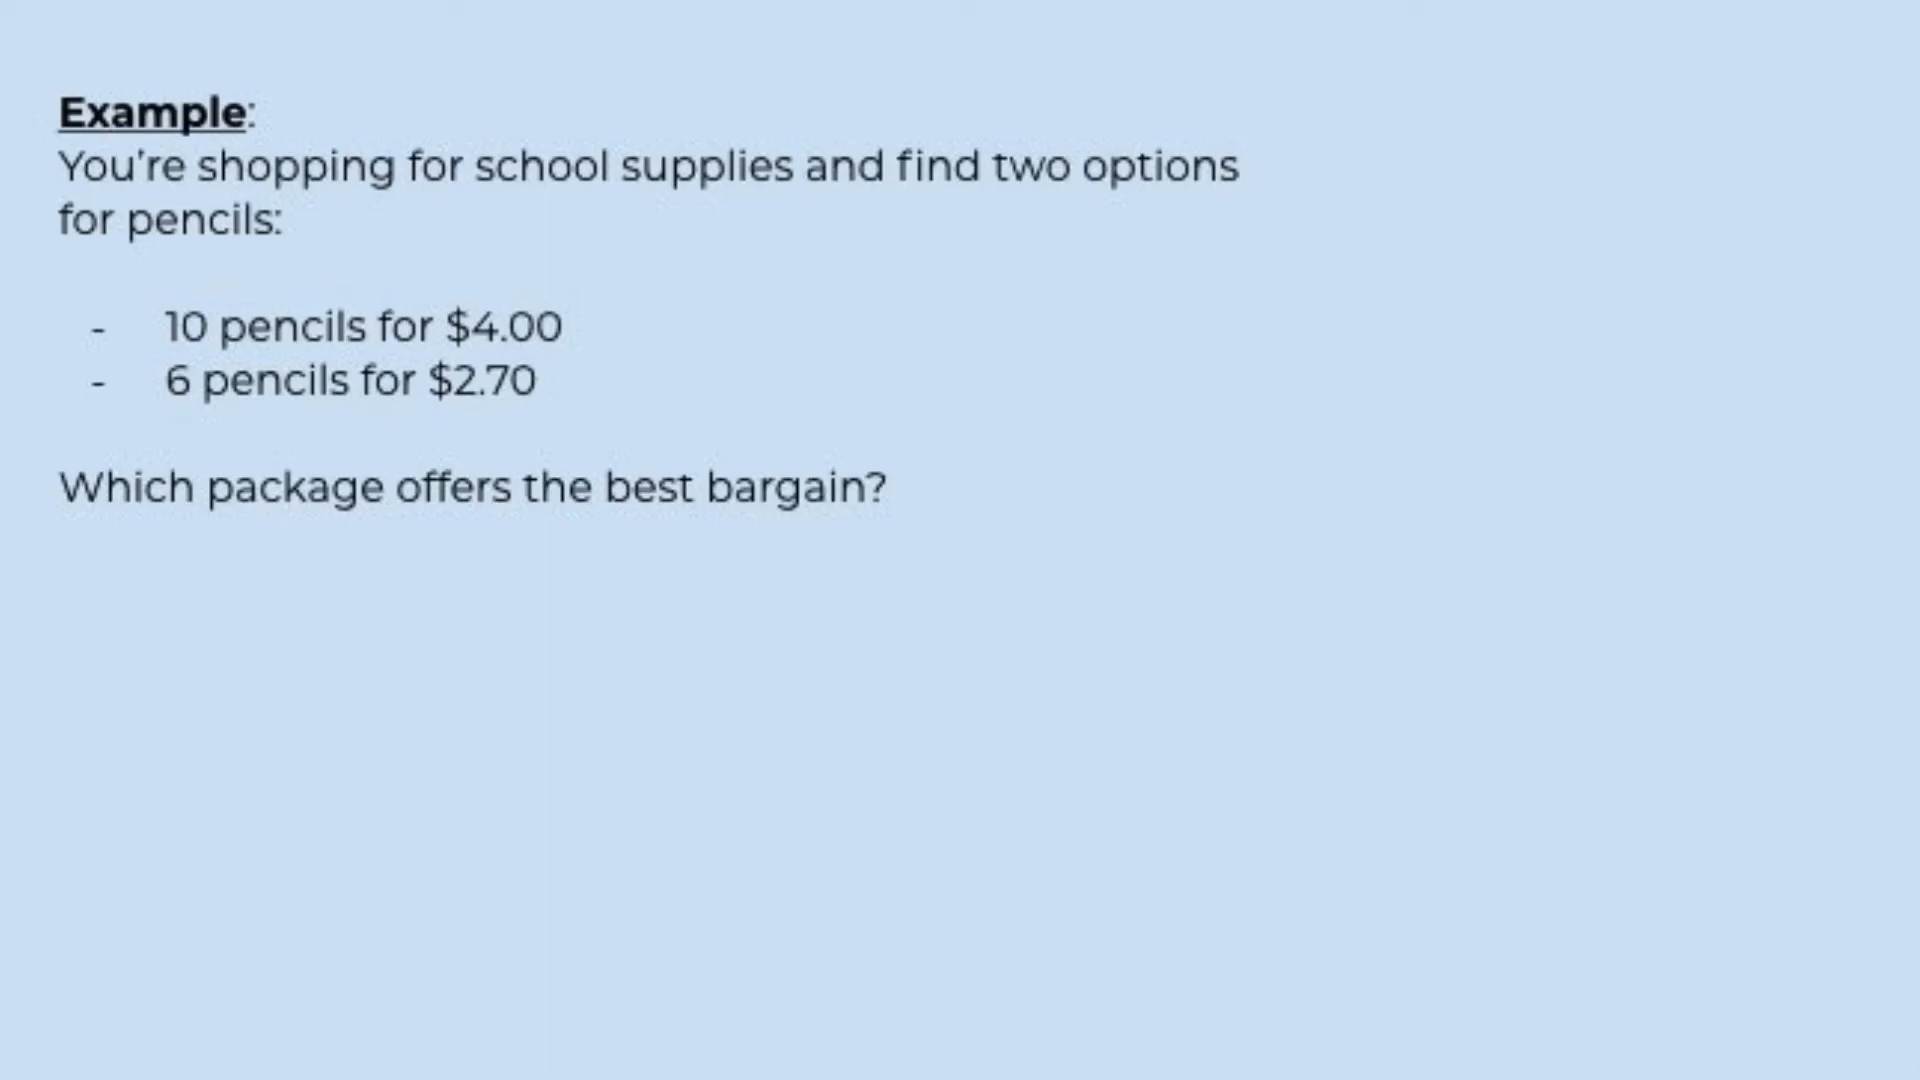 Example:
You’re shopping for school supplies and find two options
for pencils:
- 10 pencils for $4.00
- 6 pencils for $2.70
Which package offers the best bargain?